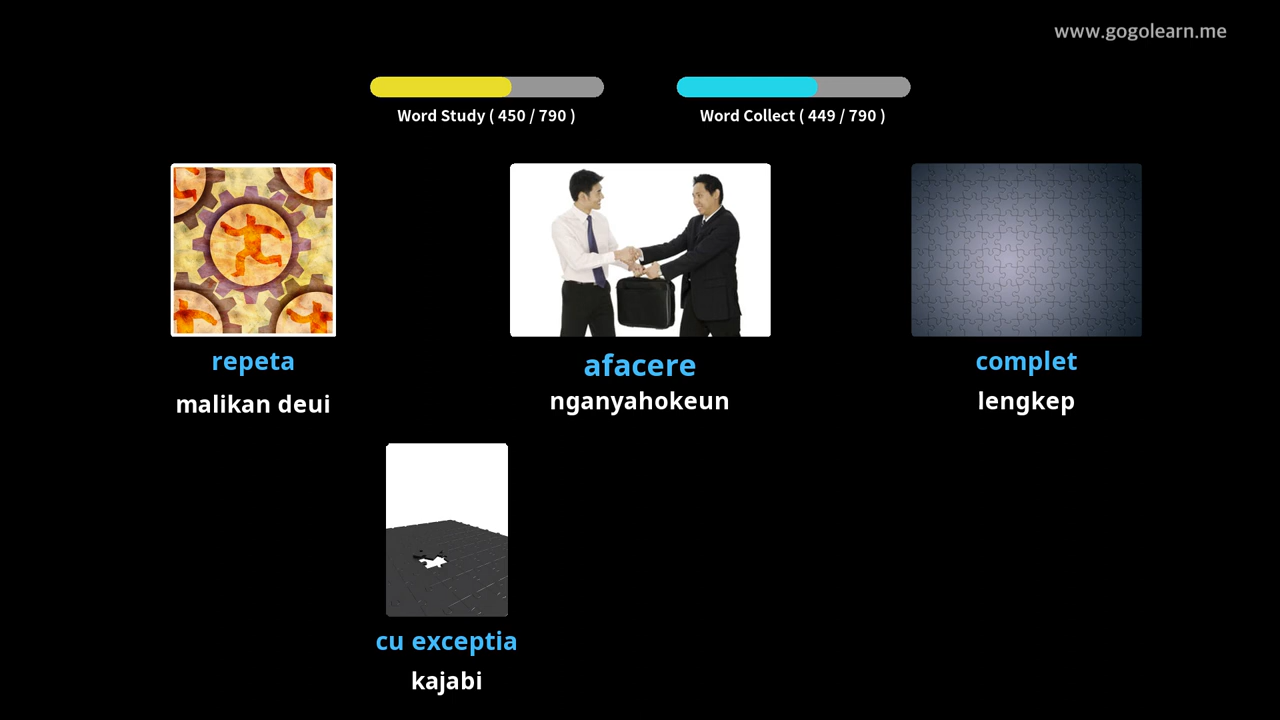 www.gogolearn.me
Word Study ( 450 / 790 )
Word Collect ( 449 / 790 )
repeta
malikan deui
afacere
nganyahokeun
complet
lengkep
cu exceptia
kajabi